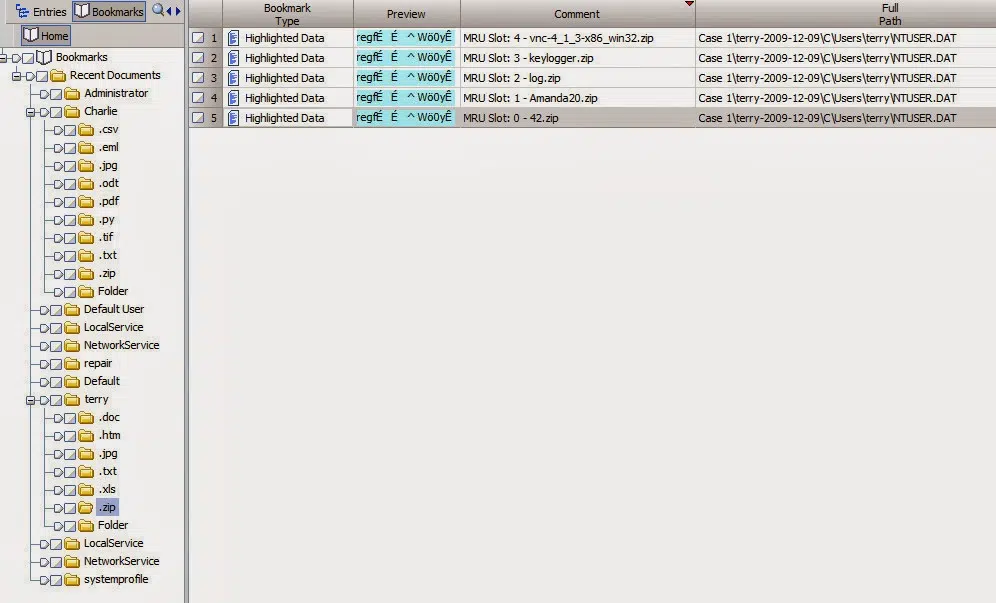 Entries Bookmarks
Home
Bookmarks
Recent Documents
Administrator
Charlie
.csv
.eml
.jpg
.odt
.pdf
.py
.tif
.txt
.zip
Folder
Default User
LocalService
NetworkService
repair
Default
terry
.doc
.htm
.jpg
.txt
.xls
.zip
Folder
LocalService
NetworkService
systemprofile
Bookmark Type Preview Comment Full Path
1 Highlighted Data regfÉ É ^ Wö0yÊ MRU Slot: 4 - vnc-4_1_3-x86_win32.zip Case 1\terry-2009-12-09\C\Users\terry\NTUSER.DAT
2 Highlighted Data regfÉ É ^ Wö0yÊ MRU Slot: 3 - keylogger.zip Case 1\terry-2009-12-09\C\Users\terry\NTUSER.DAT
3 Highlighted Data regfÉ É ^ Wö0yÊ MRU Slot: 2 - log.zip Case 1\terry-2009-12-09\C\Users\terry\NTUSER.DAT
4 Highlighted Data regfÉ É ^ Wö0yÊ MRU Slot: 1 - Amanda20.zip Case 1\terry-2009-12-09\C\Users\terry\NTUSER.DAT
5 Highlighted Data regfÉ É ^ Wö0yÊ MRU Slot: 0 - 42.zip Case 1\terry-2009-12-09\C\Users\terry\NTUSER.DAT